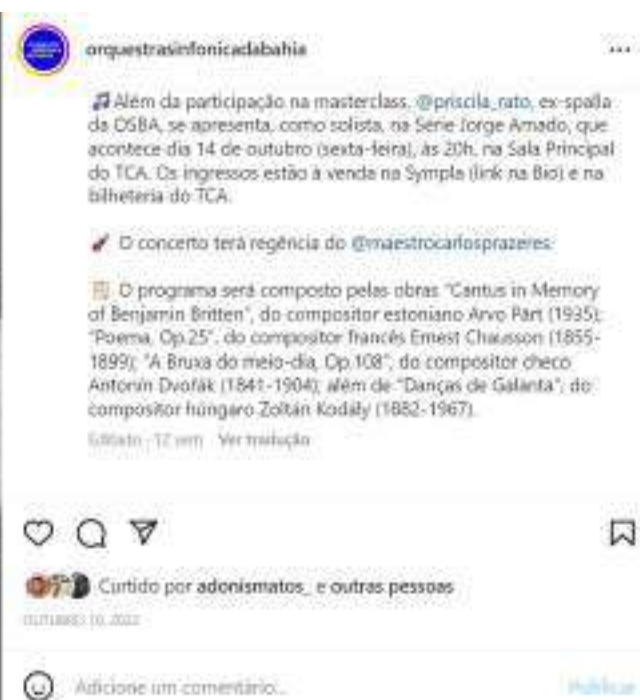 orquestrasinfonicadabahia
Além da participação na masterclass, @priscila_rato, ex-spalla
da OSBA, se apresenta, como solista, na Série Jorge Amado, que
acontece dia 14 de outubro (sexta-feira), às 20h, na Sala Principal
do TCA. Os ingressos estão à venda na Sympla (link na Bio) e na
bilheteria do TCA.
O concerto terá regência do @maestrocarlosprazeres
O programa será composto pelas obras "Cantus in Memory
of Benjamin Britten", do compositor estoniano Arvo Pärt (1935);
"Poema, Op.25", do compositor francês Ernest Chausson (1855-
1899); "A Bruxa do meio-dia, Op.108", do compositor checo
Antonín Dvořák (1841-1904); além de "Danças de Galanta", do
compositor húngaro Zoltán Kodály (1882-1967).
Editado · 12 sem Ver tradução
Curtido por adonismatos_ e outras pessoas
OUTUBRO 10, 2022
Adicione um comentário...
Publicar